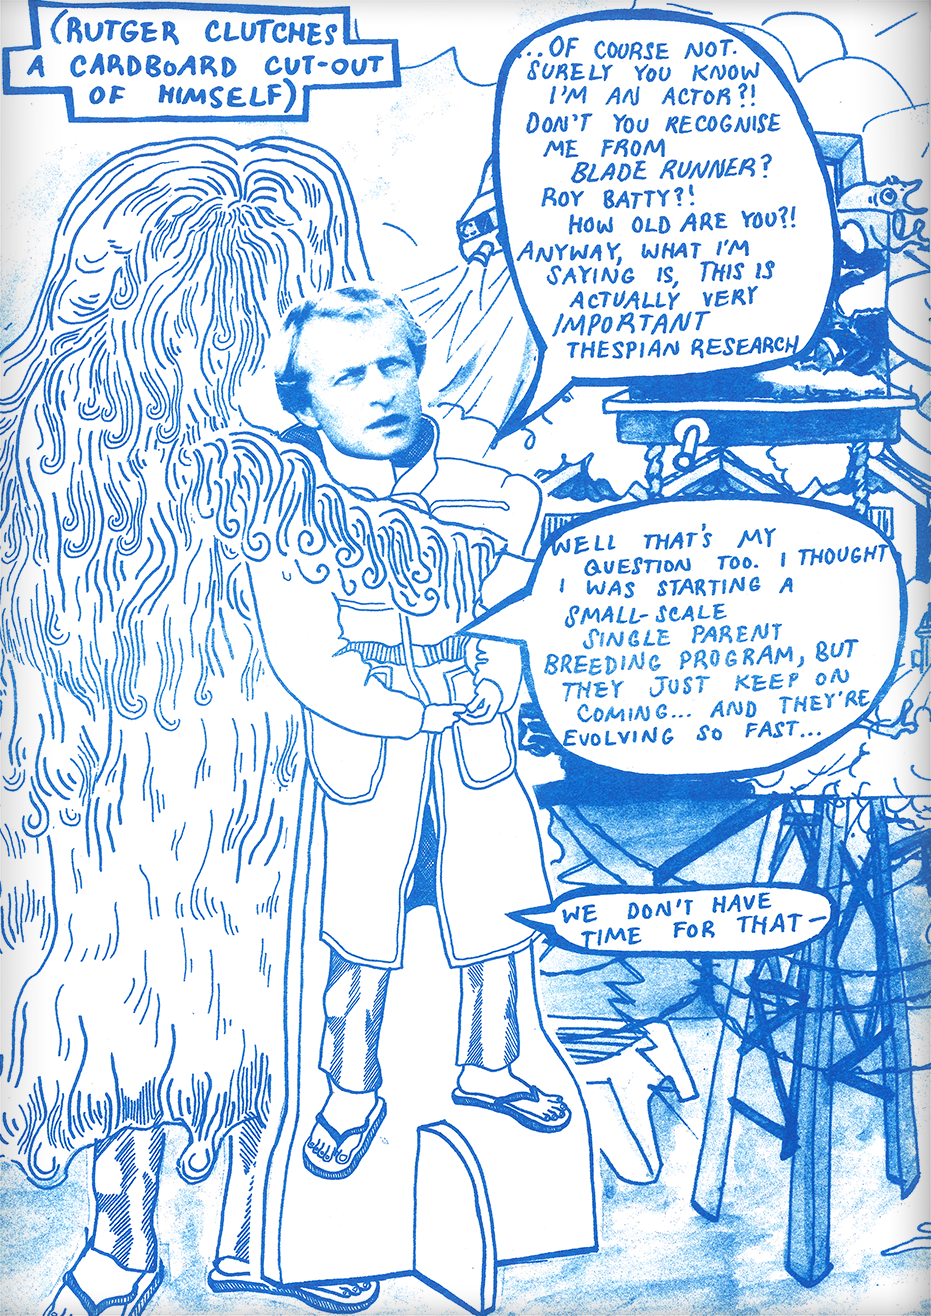 (RUTGER CLUTCHES
A CARDBOARD CUT-OUT
OF HIMSELF)
..OF COURSE NOT.
SURELY YOU KNOW
I'M AN ACTOR?!
DON'T YOU RECOGNISE
ME FROM
BLADE RUNNER?
ROY BATTY?!
HOW OLD ARE YOU?!
ANYWAY, WHAT I'M
SAYING IS, THIS IS
ACTUALLY VERY
IMPORTANT
THESPIAN RESEARCH
WELL THAT'S MY
QUESTION TOO. I THOUGHT
I WAS STARTING A
SMALL-SCALE
SINGLE PARENT
BREEDING PROGRAM, BUT
THEY JUST KEEP ON
COMING... AND THEY'RE
EVOLVING SO FAST...
WE DON'T HAVE
TIME FOR THAT-